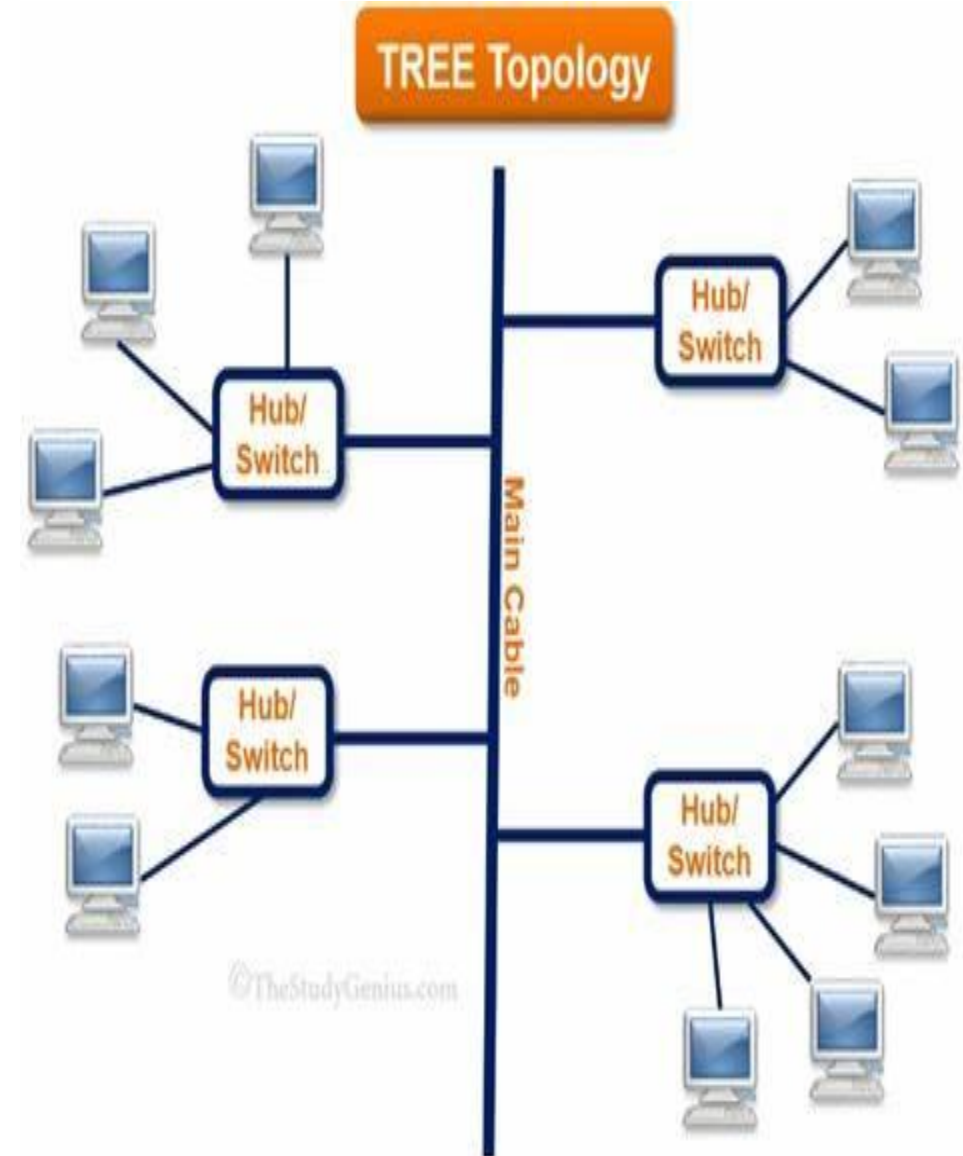 TREE Topology
Hub/
Switch
Hub/
Switch
Main Cable
Hub/
Switch
Hub/
Switch
©TheStudyGenius.com